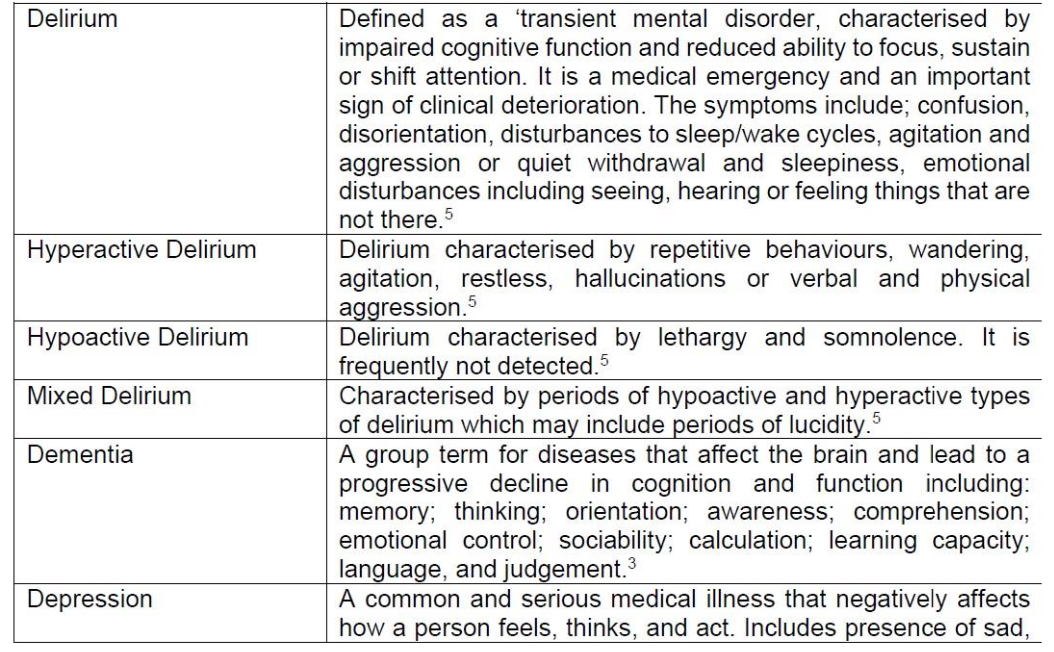 Delirium
Defined as a ‘transient mental disorder, characterised by
impaired cognitive function and reduced ability to focus, sustain
or shift attention. It is a medical emergency and an important
sign of clinical deterioration. The symptoms include; confusion,
disorientation, disturbances to sleep/wake cycles, agitation and
aggression or quiet withdrawal and sleepiness, emotional
disturbances including seeing, hearing or feeling things that are
not there.⁵
Hyperactive Delirium
Delirium characterised by repetitive behaviours, wandering,
agitation, restless, hallucinations or verbal and physical
aggression.⁵
Hypoactive Delirium
Delirium characterised by lethargy and somnolence. It is
frequently not detected.⁵
Mixed Delirium
Characterised by periods of hypoactive and hyperactive types
of delirium which may include periods of lucidity.⁵
Dementia
A group term for diseases that affect the brain and lead to a
progressive decline in cognition and function including:
memory; thinking; orientation; awareness; comprehension;
emotional control; sociability; calculation; learning capacity;
language, and judgement.³
Depression
A common and serious medical illness that negatively affects
how a person feels, thinks, and act. Includes presence of sad,